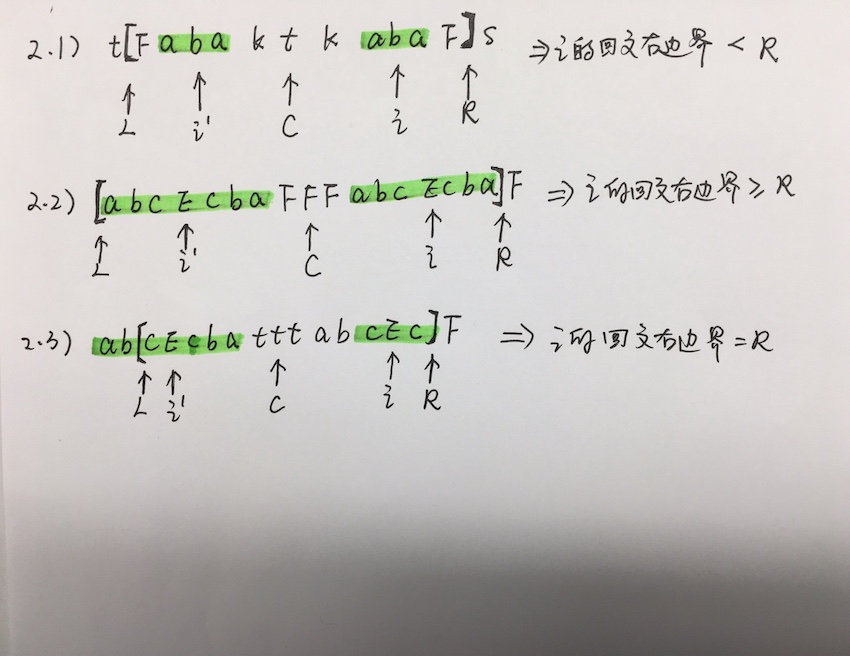 2.1) t[F a b a k t k a b a F]s ⇒ i的回文右边界 < R
↑ ↑ ↑ ↑ ↑
L i' C i R
2.2) [a b c E c b a F F F a b c E c b a]F ⇒ i的回文右边界 ≥ R
↑ ↑ ↑ ↑ ↑
L i' C i R
2.3) a b[c E c b a t t t a b c E c]F ⇒ i的回文右边界 = R
↑ ↑ ↑ ↑ ↑
L i' C i R